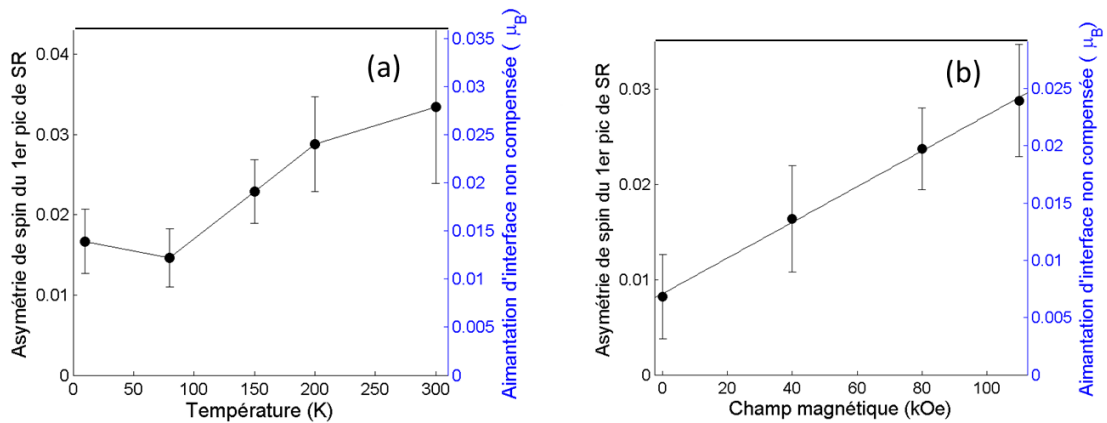 (a)
Asymétrie de spin du 1er pic de SR
0.04
0.03
0.02
0.01
0
0 50 100 150 200 250 300
Température (K)
0.035
0.03
0.025
0.02
0.015
0.01
0.005
0
Aimantation d'interface non compensée ( μB)
(b)
Asymétrie de spin du 1er pic de SR
0.03
0.02
0.01
0
0 20 40 60 80 100
Champ magnétique (kOe)
0.025
0.02
0.015
0.01
0.005
0
Aimantation d'interface non compensée ( μB)